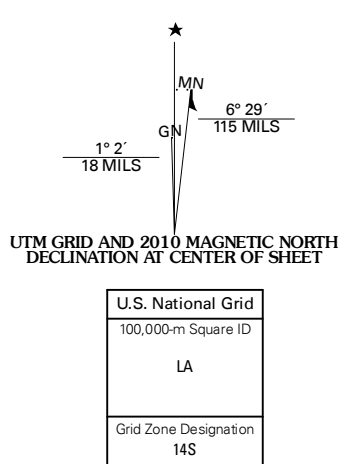 MN
6° 29´
115 MILS
GN
1° 2´
18 MILS
UTM GRID AND 2010 MAGNETIC NORTH
DECLINATION AT CENTER OF SHEET
U.S. National Grid
100,000-m Square ID
LA
Grid Zone Designation
14S